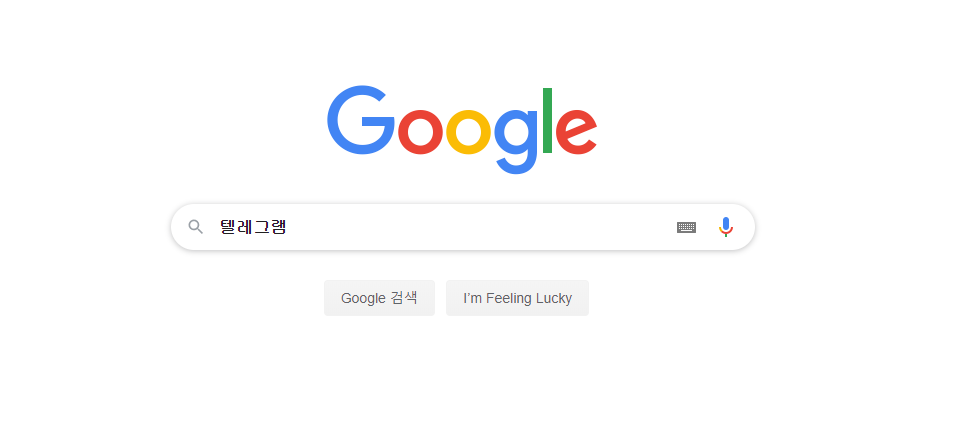 Google
텔레그램
Google 검색
I'm Feeling Lucky